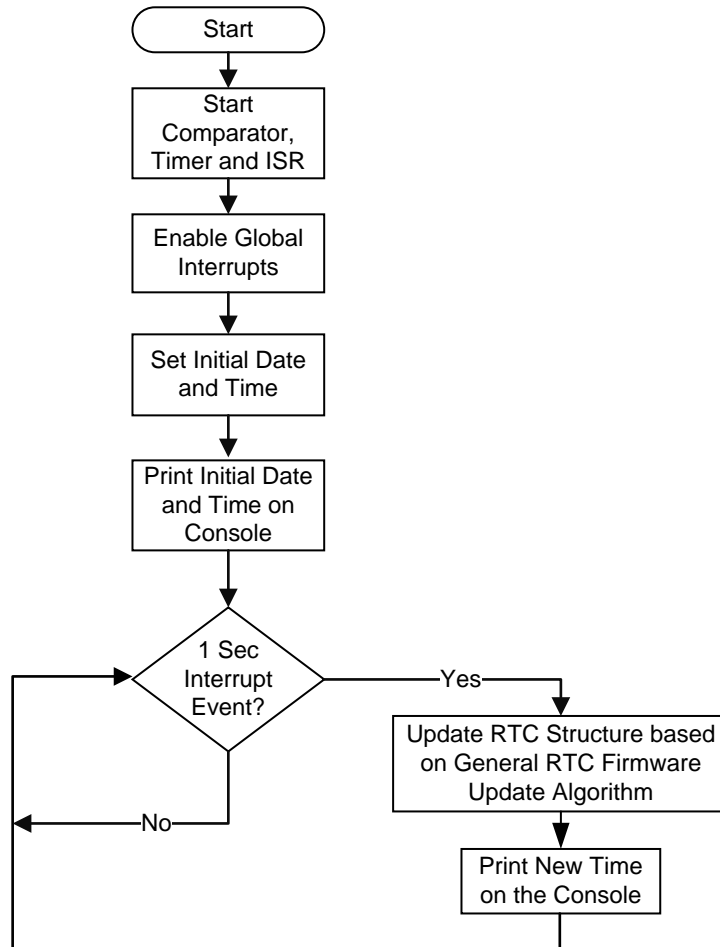 Start
Start
Comparator,
Timer and ISR
Enable Global
Interrupts
Set Initial Date
and Time
Print Initial Date
and Time on
Console
1 Sec
Interrupt
Event?
Yes
No
Update RTC Structure based
on General RTC Firmware
Update Algorithm
Print New Time
on the Console